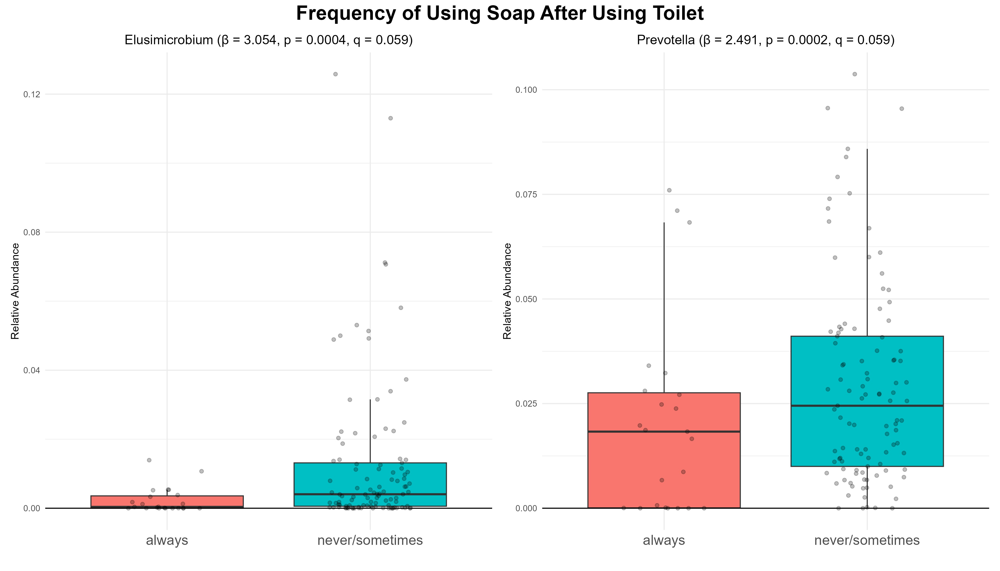 Frequency of Using Soap After Using Toilet
Elusimicrobium (β = 3.054, p = 0.0004, q = 0.059)
Relative Abundance
0.12
0.08
0.04
0.00
always
never/sometimes
Prevotella (β = 2.491, p = 0.0002, q = 0.059)
Relative Abundance
0.100
0.075
0.050
0.025
0.000
always
never/sometimes